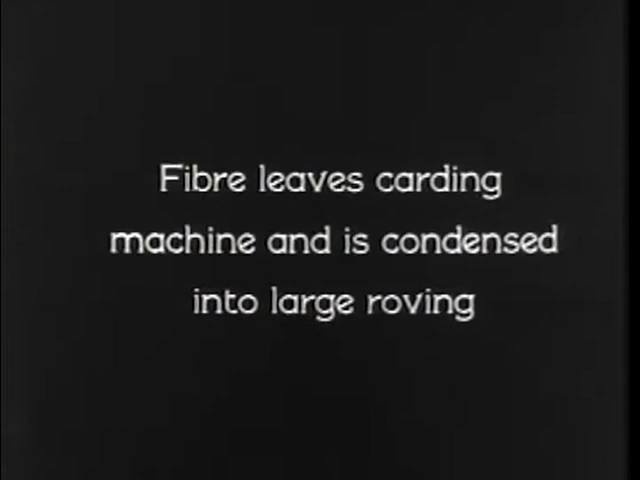 Fibre leaves carding
machine and is condensed
into large roving